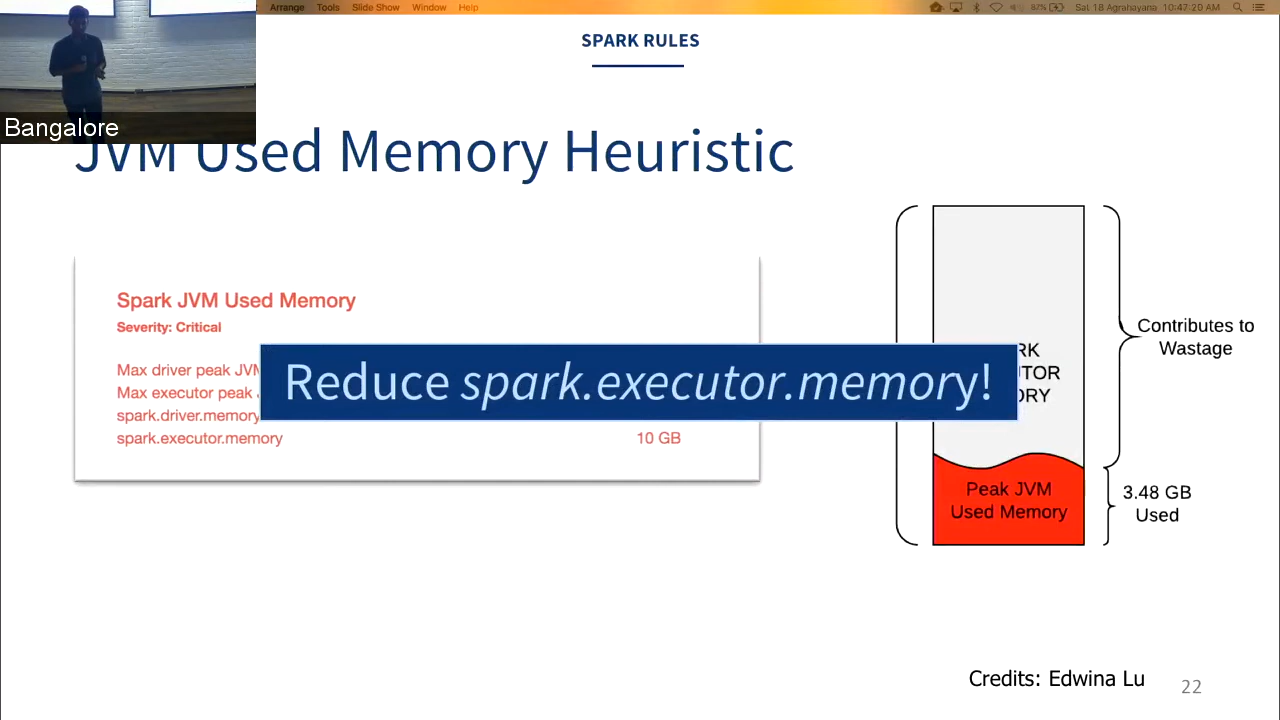 Arrange Tools Slide Show Window Help
87%
Sat 18 Agrahayana 10:47:20 AM
Bangalore
SPARK RULES
JVM Used Memory Heuristic
Spark JVM Used Memory
Severity: Critical
Max driver peak JVM
Max executor peak
spark.driver.memory
spark.executor.memory 10 GB
Reduce spark.executor.memory!
RK
UTOR
ORY
Contributes to
Wastage
Peak JVM
Used Memory
3.48 GB
Used
Credits: Edwina Lu
22